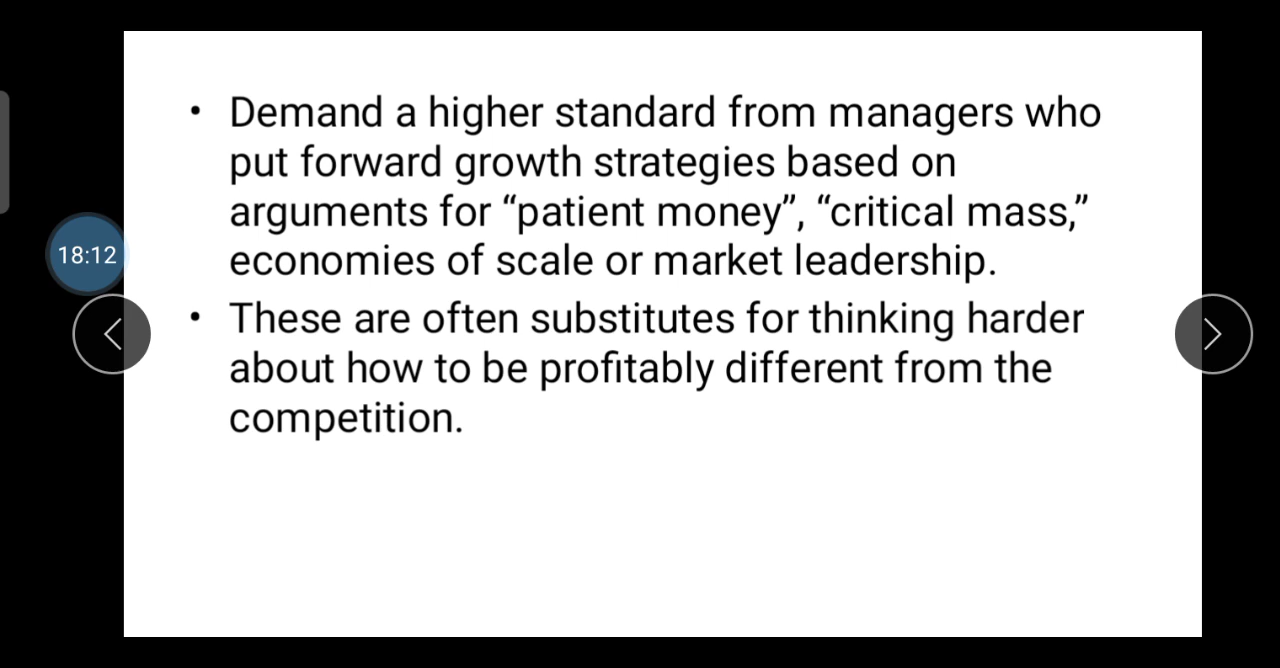 • Demand a higher standard from managers who
put forward growth strategies based on
arguments for “patient money”, “critical mass,”
economies of scale or market leadership.
18:12
• These are often substitutes for thinking harder
about how to be profitably different from the
competition.